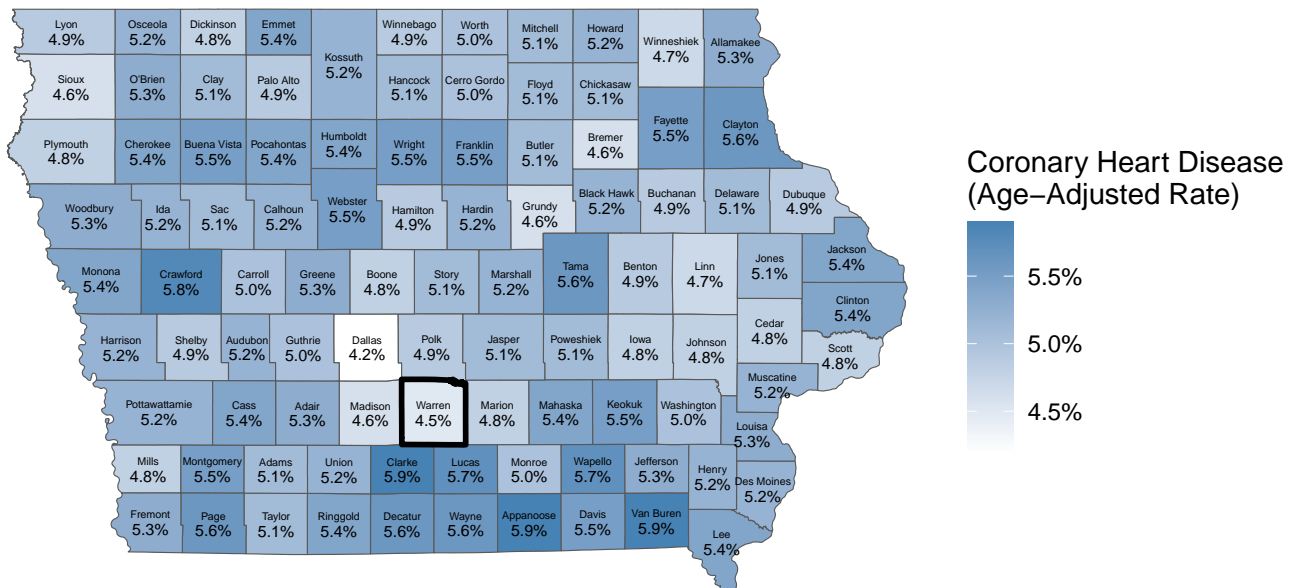 Lyon
4.9%
Osceola
5.2%
Dickinson
4.8%
Emmet
5.4%
Kossuth
5.2%
Winnebago
4.9%
Worth
5.0%
Mitchell
5.1%
Howard
5.2%
Winneshiek
4.7%
Allamakee
5.3%
Sioux
4.6%
O'Brien
5.3%
Clay
5.1%
Palo Alto
4.9%
Hancock
5.1%
Cerro Gordo
5.0%
Floyd
5.1%
Chickasaw
5.1%
Fayette
5.5%
Clayton
5.6%
Plymouth
4.8%
Cherokee
5.4%
Buena Vista
5.5%
Pocahontas
5.4%
Humboldt
5.4%
Wright
5.5%
Franklin
5.5%
Butler
5.1%
Bremer
4.6%
Woodbury
5.3%
Ida
5.2%
Sac
5.1%
Calhoun
5.2%
Webster
5.5%
Hamilton
4.9%
Hardin
5.2%
Grundy
4.6%
Black Hawk
5.2%
Buchanan
4.9%
Delaware
5.1%
Dubuque
4.9%
Monona
5.4%
Crawford
5.8%
Carroll
5.0%
Greene
5.3%
Boone
4.8%
Story
5.1%
Marshall
5.2%
Tama
5.6%
Benton
4.9%
Linn
4.7%
Jones
5.1%
Jackson
5.4%
Clinton
5.4%
Harrison
5.2%
Shelby
4.9%
Audubon
5.2%
Guthrie
5.0%
Dallas
4.2%
Polk
4.9%
Jasper
5.1%
Poweshiek
5.1%
Iowa
4.8%
Johnson
4.8%
Cedar
4.8%
Scott
4.8%
Muscatine
5.2%
Pottawattamie
5.2%
Cass
5.4%
Adair
5.3%
Madison
4.6%
Warren
4.5%
Marion
4.8%
Mahaska
5.4%
Keokuk
5.5%
Washington
5.0%
Louisa
5.3%
Mills
4.8%
Montgomery
5.5%
Adams
5.1%
Union
5.2%
Clarke
5.9%
Lucas
5.7%
Monroe
5.0%
Wapello
5.7%
Jefferson
5.3%
Henry
5.2%
Des Moines
5.2%
Fremont
5.3%
Page
5.6%
Taylor
5.1%
Ringgold
5.4%
Decatur
5.6%
Wayne
5.6%
Appanoose
5.9%
Davis
5.5%
Van Buren
5.9%
Lee
5.4%
Coronary Heart Disease
(Age−Adjusted Rate)
5.5%
5.0%
4.5%